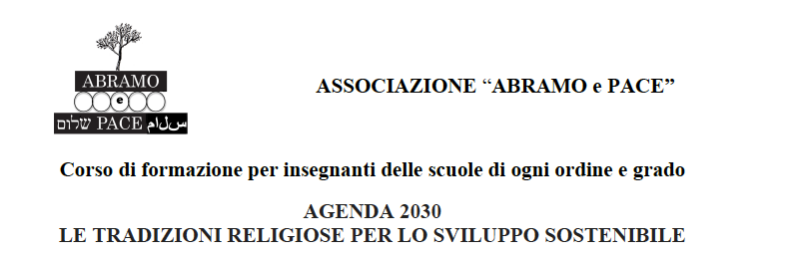 ABRAMO
e
שלום PACE سلام
ASSOCIAZIONE “ABRAMO e PACE”
Corso di formazione per insegnanti delle scuole di ogni ordine e grado
AGENDA 2030
LE TRADIZIONI RELIGIOSE PER LO SVILUPPO SOSTENIBILE